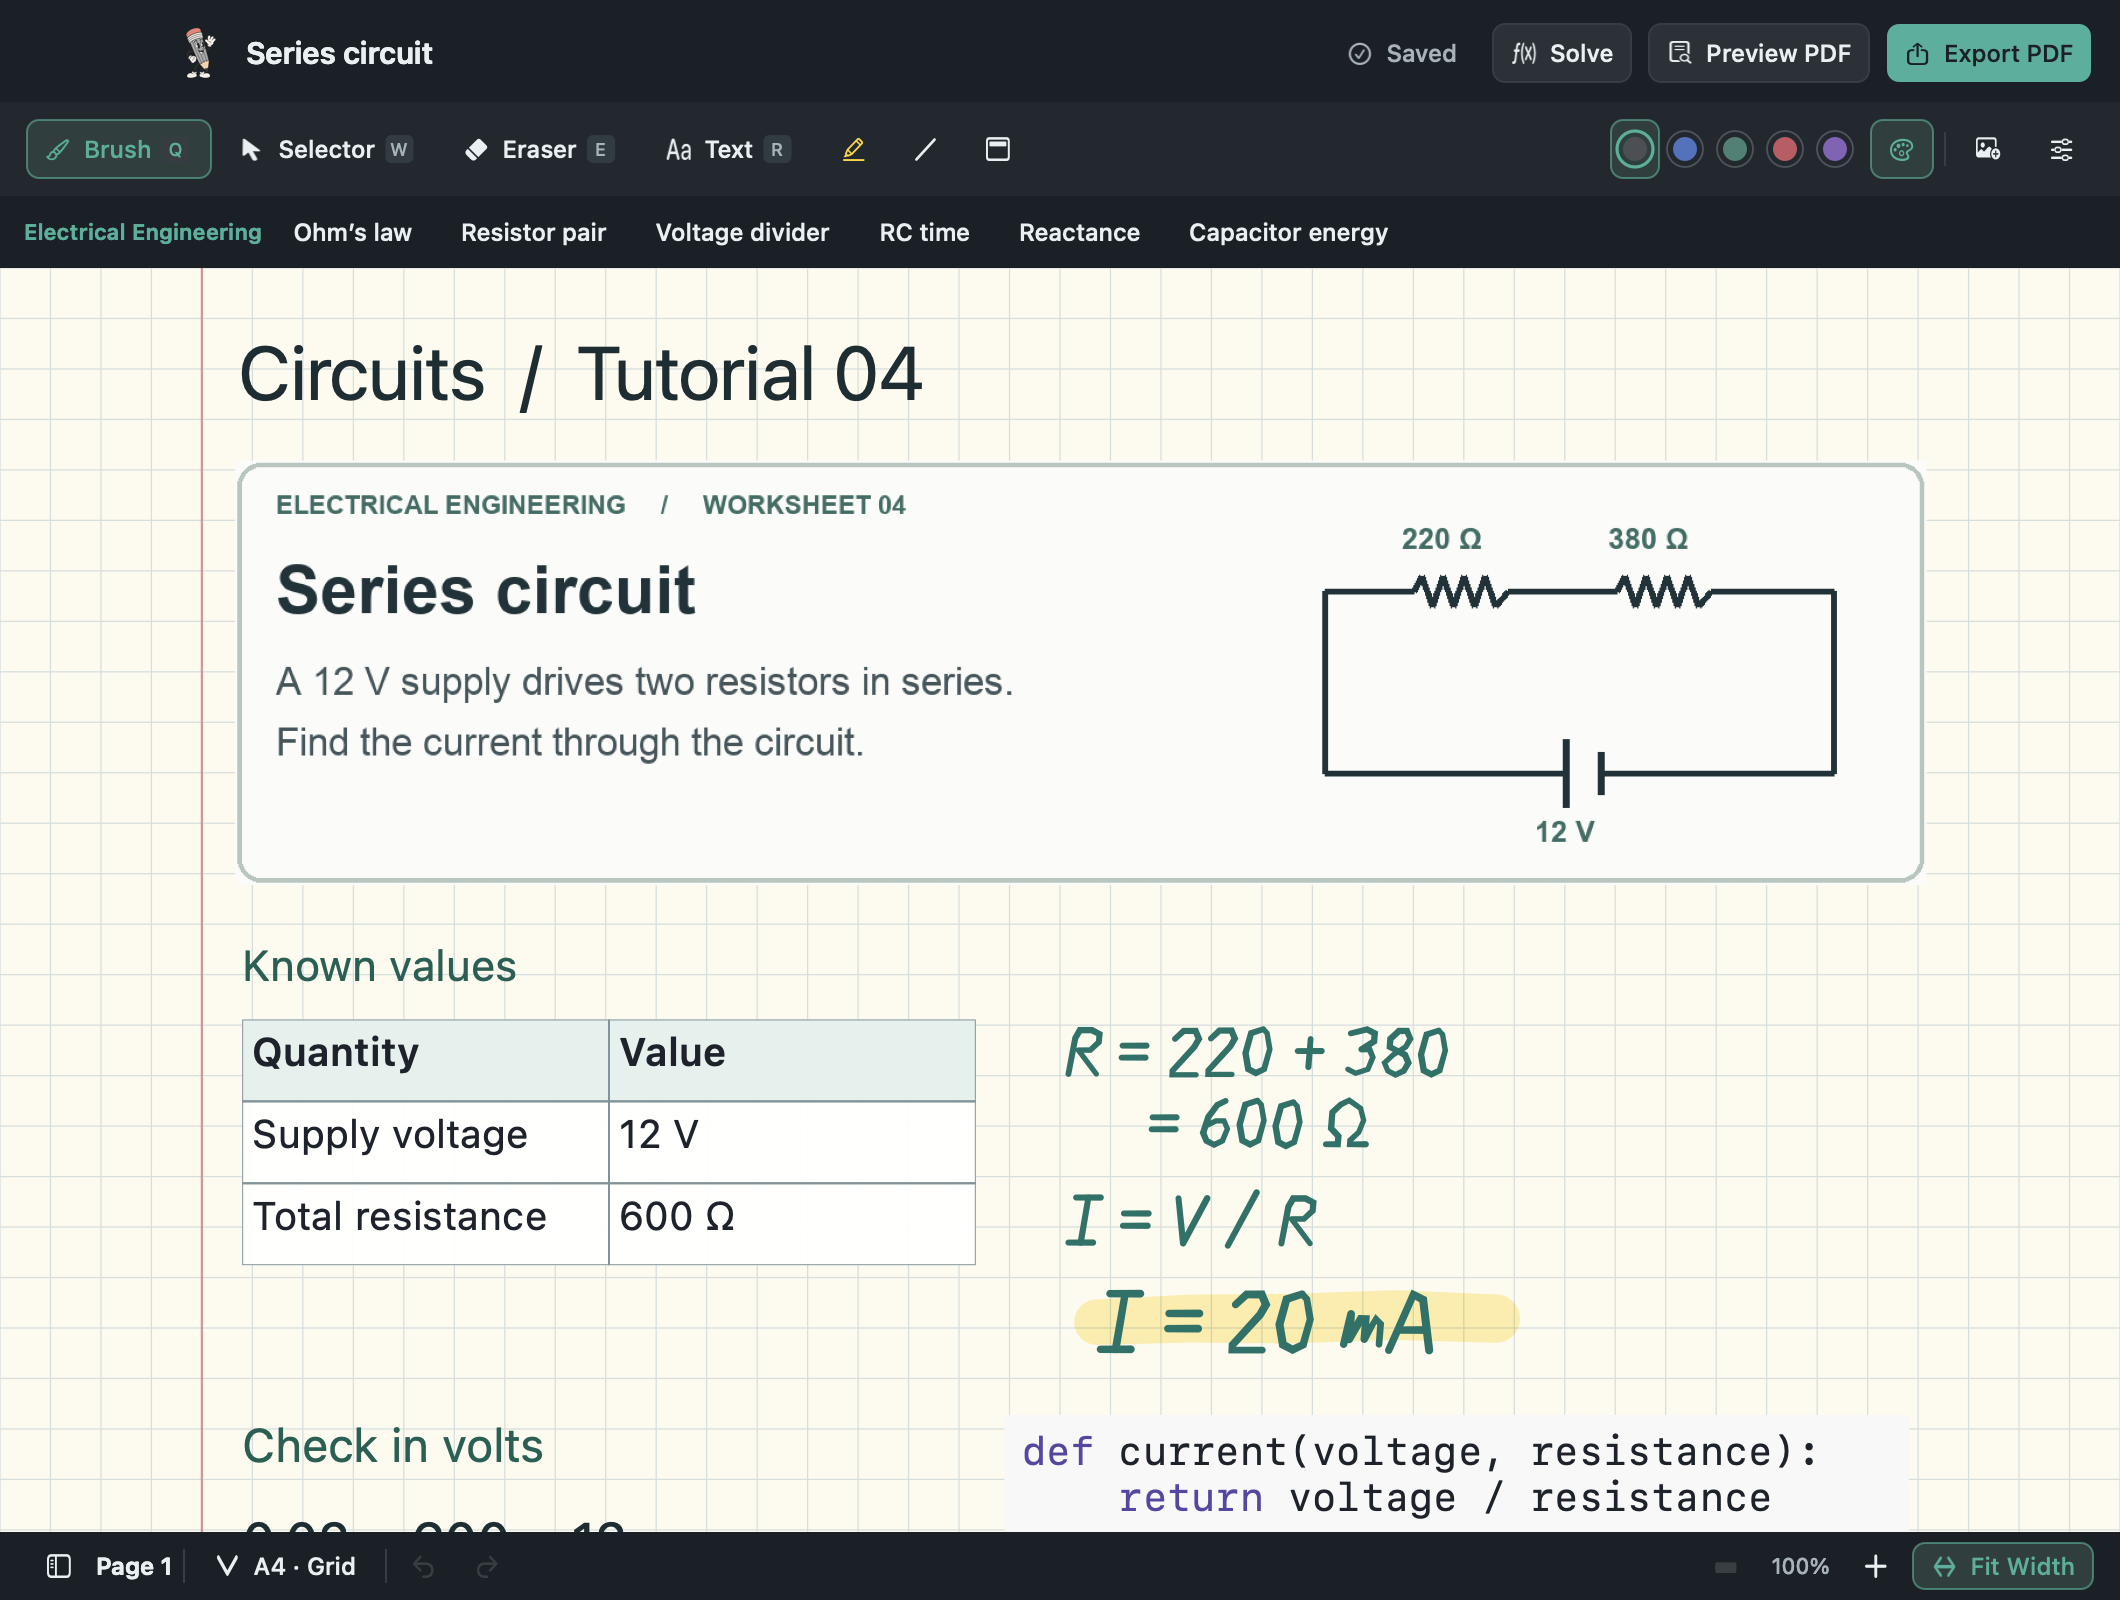 Series circuit
Saved
f(x) Solve
Preview PDF
Export PDF
Brush Q
Selector W
Eraser E
Aa Text R
Electrical Engineering
Ohm’s law
Resistor pair
Voltage divider
RC time
Reactance
Capacitor energy
Circuits / Tutorial 04
ELECTRICAL ENGINEERING / WORKSHEET 04
Series circuit
A 12 V supply drives two resistors in series.
Find the current through the circuit.
220 Ω
380 Ω
12 V
Known values
Quantity Value
Supply voltage 12 V
Total resistance 600 Ω
R = 220 + 380
= 600 Ω
I = V / R
I = 20 mA
Check in volts
def current(voltage, resistance):
return voltage / resistance
Page 1
A4 · Grid
100%
Fit Width